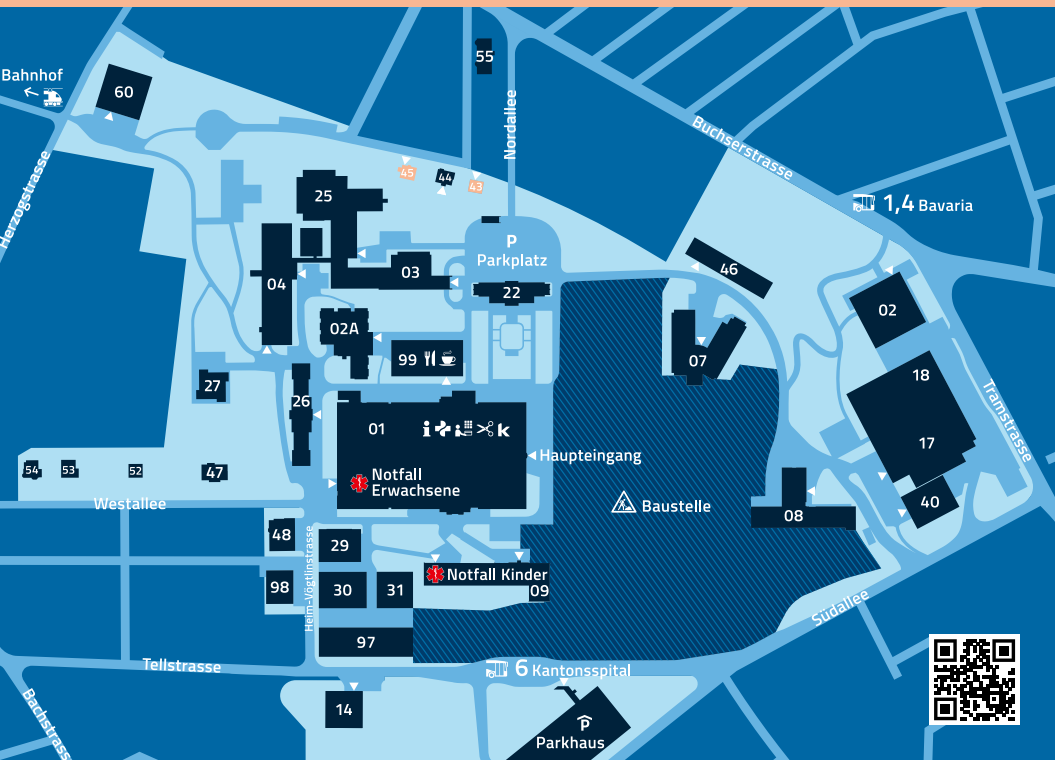 55
Bahnhof
60
Nordallee
Buchserstrasse
45
44
43
Herzogstrasse
25
1,4 Bavaria
P
Parkplatz
46
03
04
22
02
02A
99
07
27
18
26
Tramstrasse
01
i
k
17
Haupteingang
54
53
52
47
Notfall
Erwachsene
Westallee
Baustelle
40
08
48
29
Heim-Vögtlinstrasse
Notfall Kinder
09
98
30
31
Südallee
97
Tellstrasse
6 Kantonsspital
Bachstrasse
14
P
Parkhaus